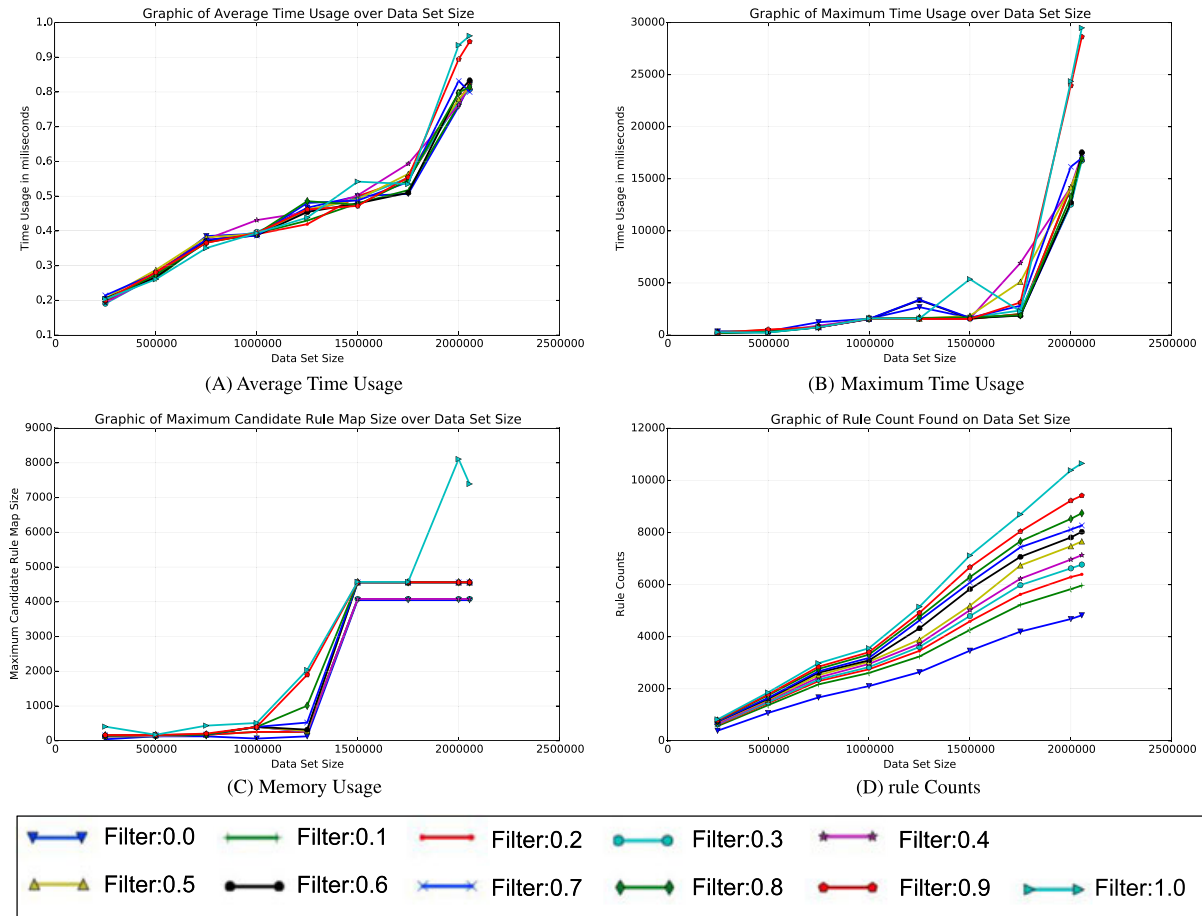 Graphic of Average Time Usage over Data Set Size
Time Usage in miliseconds
1.0
0.9
0.8
0.7
0.6
0.5
0.4
0.3
0.2
0.1
0 500000 1000000 1500000 2000000 2500000
Data Set Size
(A) Average Time Usage
Graphic of Maximum Time Usage over Data Set Size
Time Usage in miliseconds
30000
25000
20000
15000
10000
5000
0
0 500000 1000000 1500000 2000000 2500000
Data Set Size
(B) Maximum Time Usage
Graphic of Maximum Candidate Rule Map Size over Data Set Size
Maximum Candidate Rule Map Size
9000
8000
7000
6000
5000
4000
3000
2000
1000
0
0 500000 1000000 1500000 2000000 2500000
Data Set Size
(C) Memory Usage
Graphic of Rule Count Found on Data Set Size
Rule Counts
12000
10000
8000
6000
4000
2000
0
0 500000 1000000 1500000 2000000 2500000
Data Set Size
(D) rule Counts
Filter:0.0 Filter:0.1 Filter:0.2 Filter:0.3 Filter:0.4
Filter:0.5 Filter:0.6 Filter:0.7 Filter:0.8 Filter:0.9 Filter:1.0